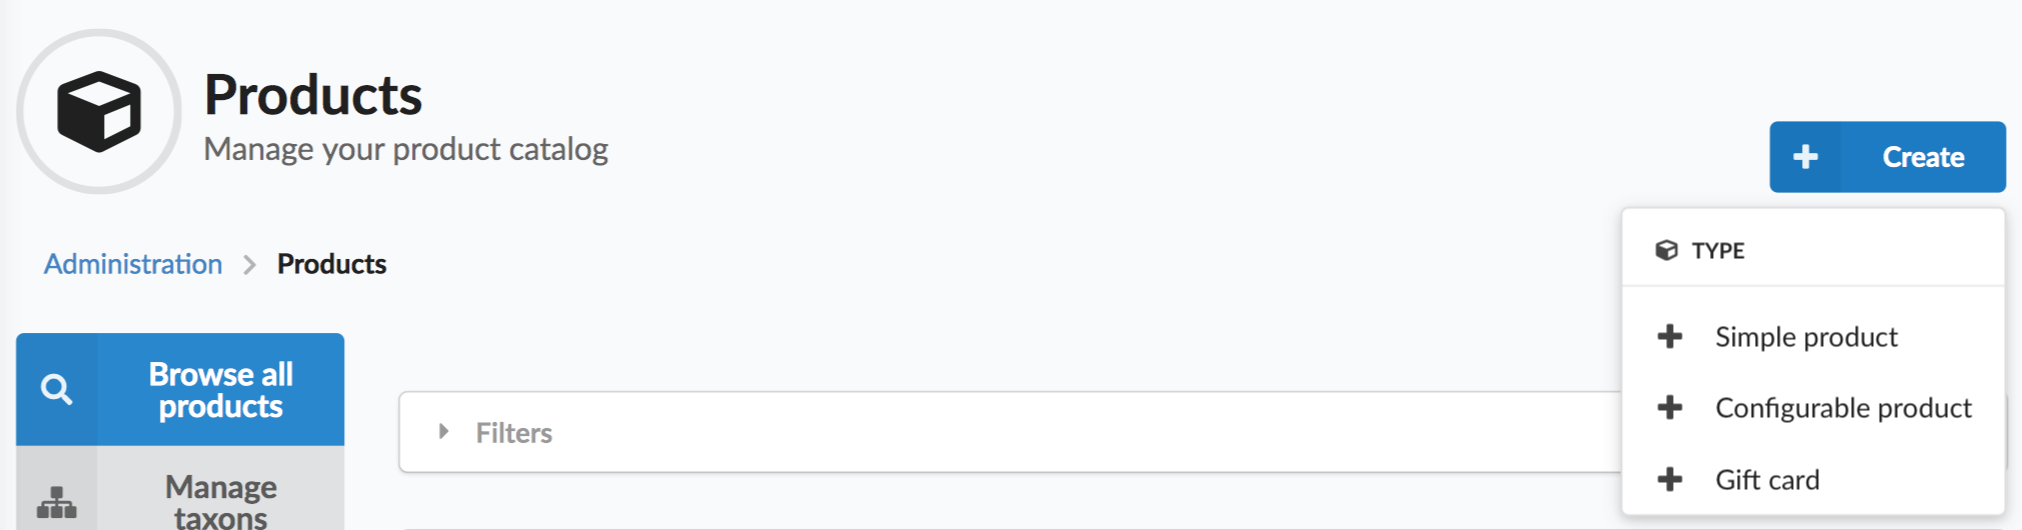 Products
Manage your product catalog
Create
TYPE
Administration
Products
Simple product
Browse all
products
Configurable product
Filters
Gift card
Manage
taxons